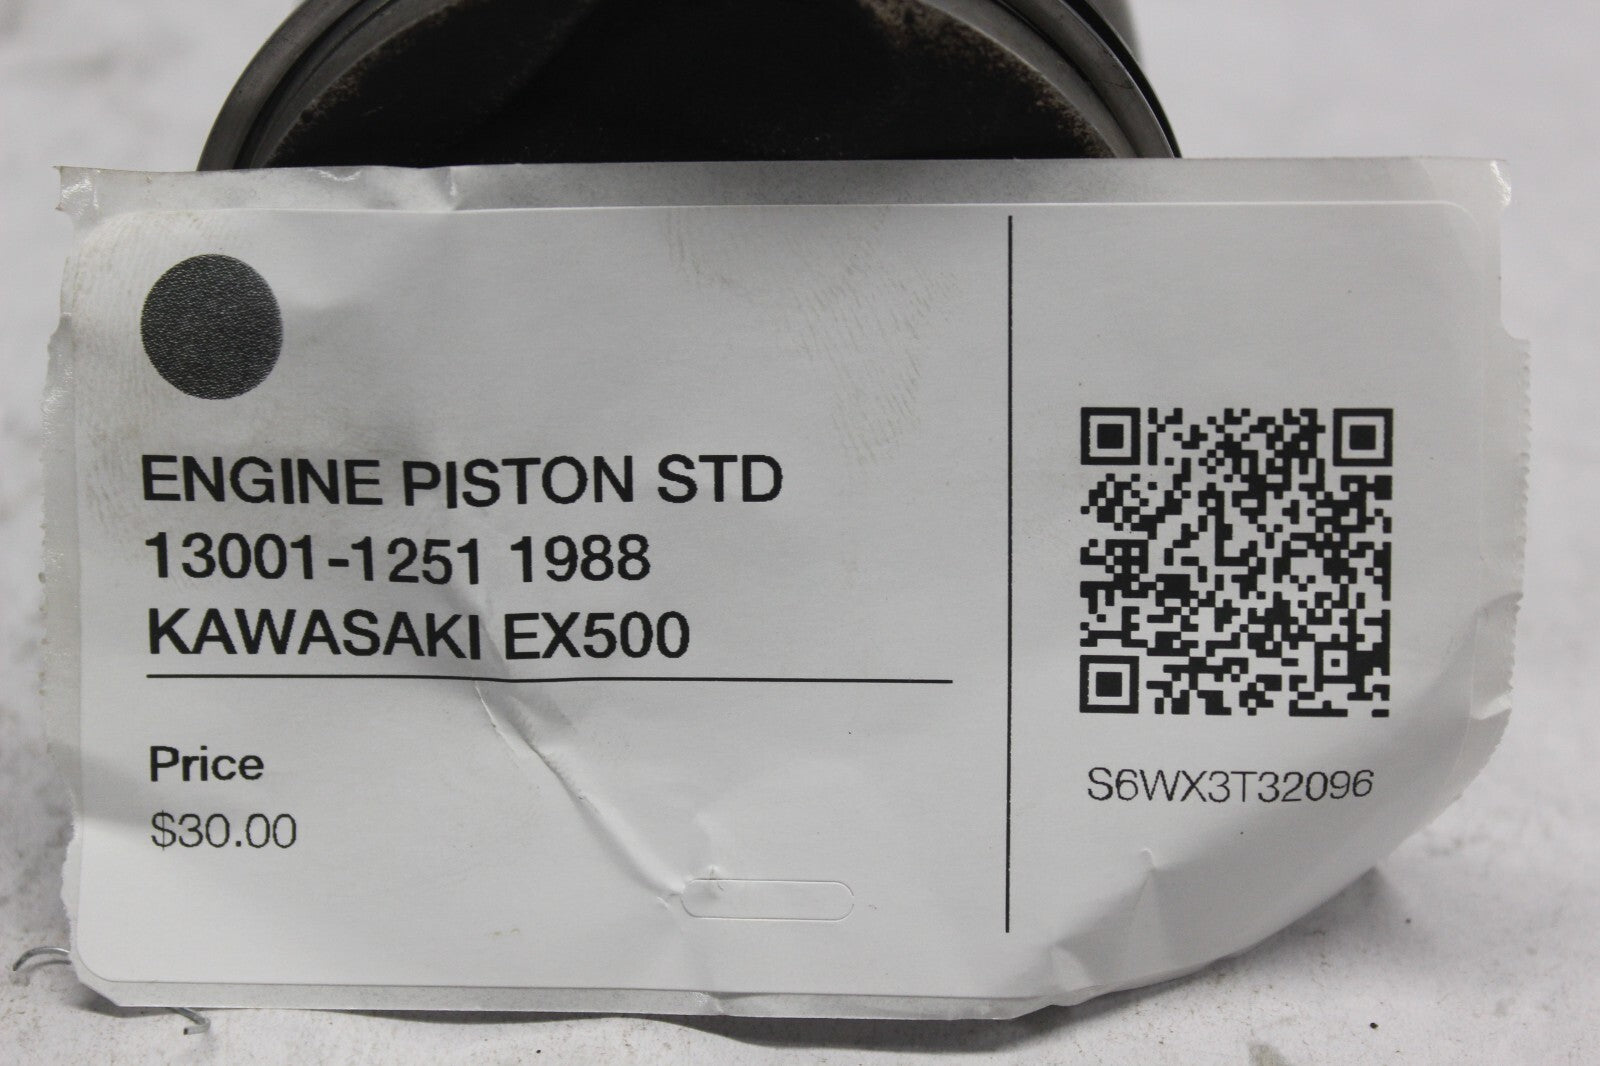 ENGINE PISTON STD
13001-1251 1988
KAWASAKI EX500
Price
$30.00
S6WX3T32096